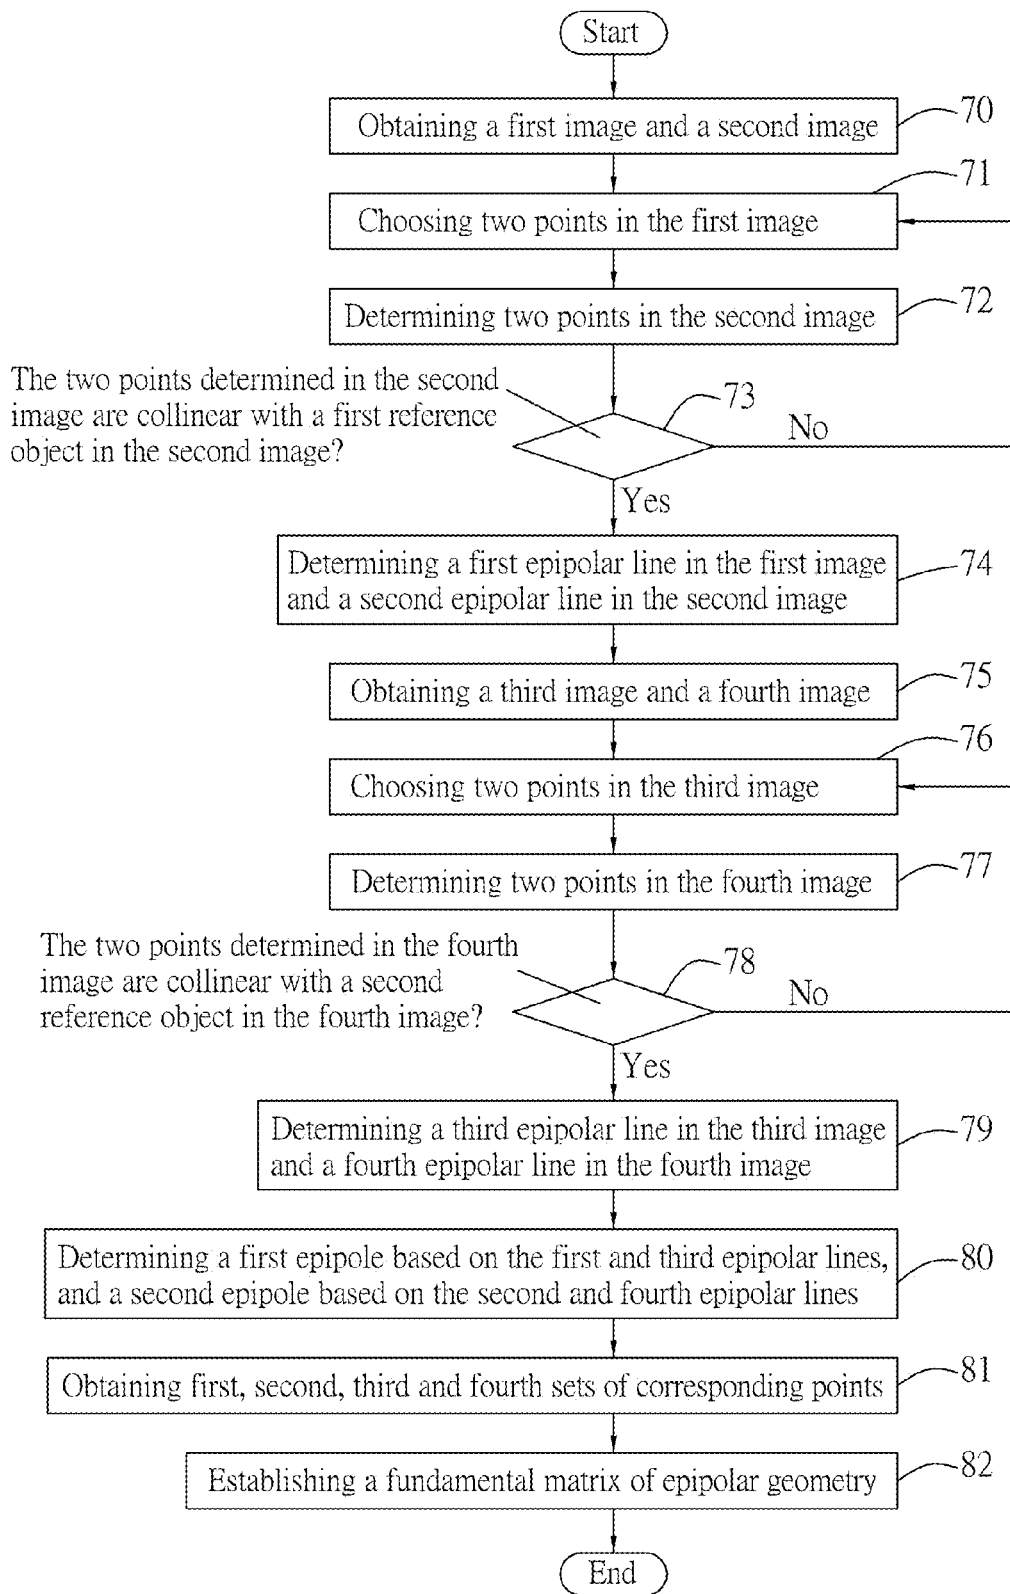 Start
Obtaining a first image and a second image
70
71
Choosing two points in the first image
Determining two points in the second image
72
The two points determined in the second
image are collinear with a first reference
object in the second image?
73
No
Yes
Determining a first epipolar line in the first image
and a second epipolar line in the second image
74
Obtaining a third image and a fourth image
75
76
Choosing two points in the third image
Determining two points in the fourth image
77
The two points determined in the fourth
image are collinear with a second
reference object in the fourth image?
78
No
Yes
Determining a third epipolar line in the third image
and a fourth epipolar line in the fourth image
79
Determining a first epipole based on the first and third epipolar lines,
and a second epipole based on the second and fourth epipolar lines
80
Obtaining first, second, third and fourth sets of corresponding points
81
Establishing a fundamental matrix of epipolar geometry
82
End